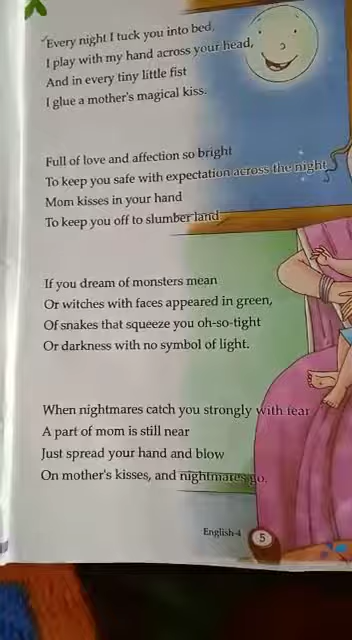 Every night I tuck you into bed,
I play with my hand across your head,
And in every tiny little fist
I glue a mother's magical kiss.
Full of love and affection so bright
To keep you safe with expectation across the night
Mom kisses in your hand
To keep you off to slumber land
If you dream of monsters mean
Or witches with faces appeared in green,
Of snakes that squeeze you oh-so-tight
Or darkness with no symbol of light.
When nightmares catch you strongly with fear
A part of mom is still near
Just spread your hand and blow
On mother's kisses, and nightmares go.
English-4 5